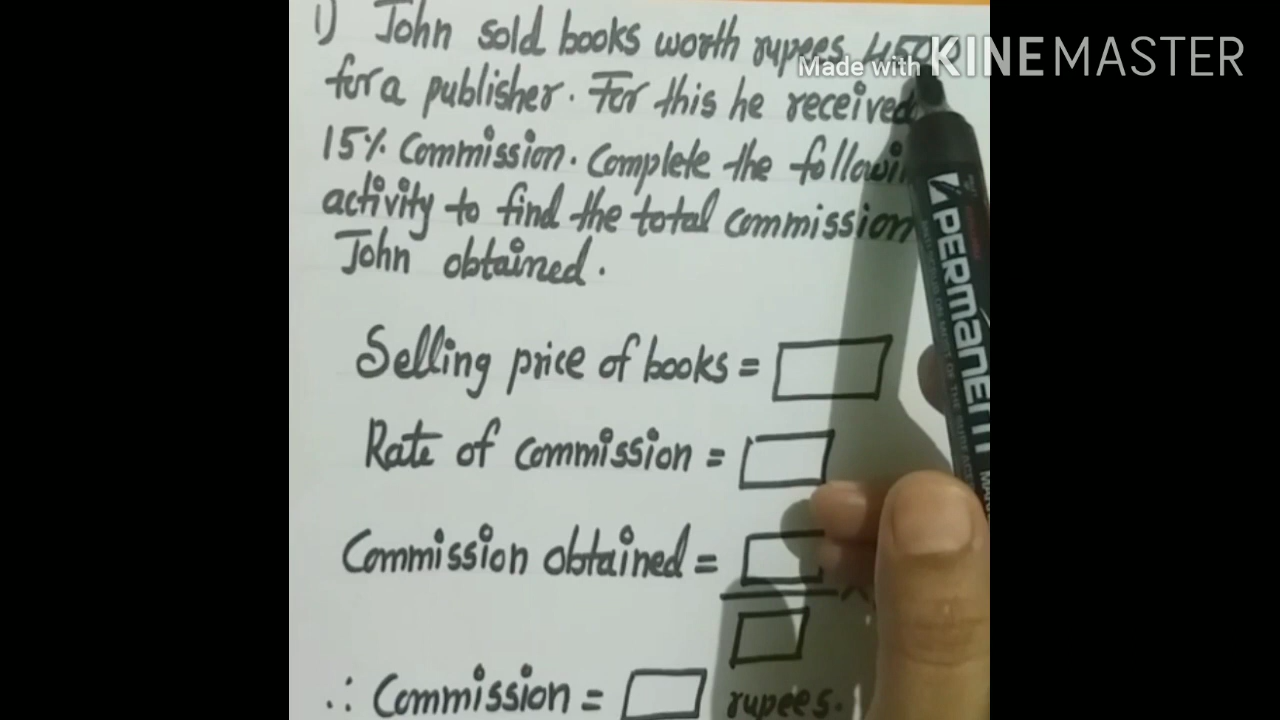 i) John sold books worth rupees 4500
Made with KINEMASTER
for a publisher. For this he received
15% Commission. Complete the followi
activity to find the total commission
John obtained.
Selling price of books =
Rate of commission =
Commission obtained =
∴ Commission = rupees.
PERMANENT